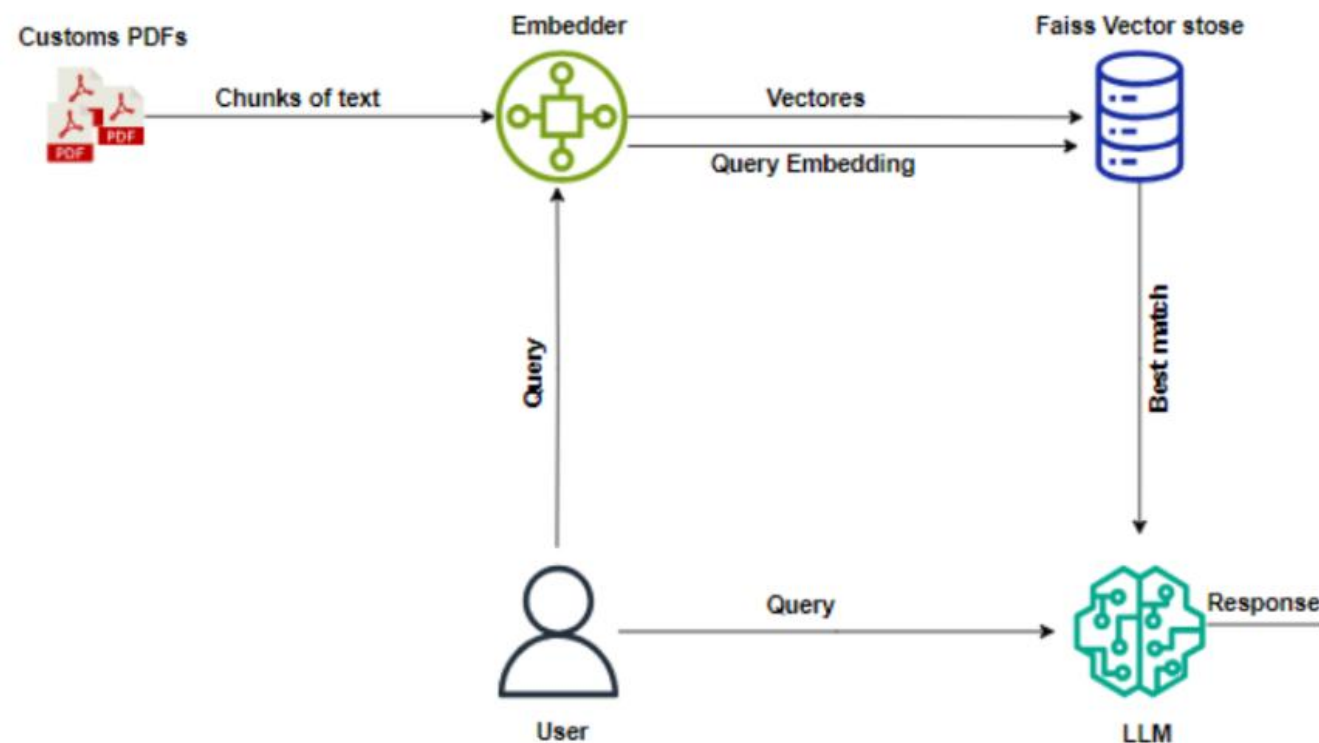 Customs PDFs
Embedder
Faiss Vector stose
PDF
PDF
Chunks of text
Vectores
Query Embedding
Query
Best match
Query
Response
User
LLM